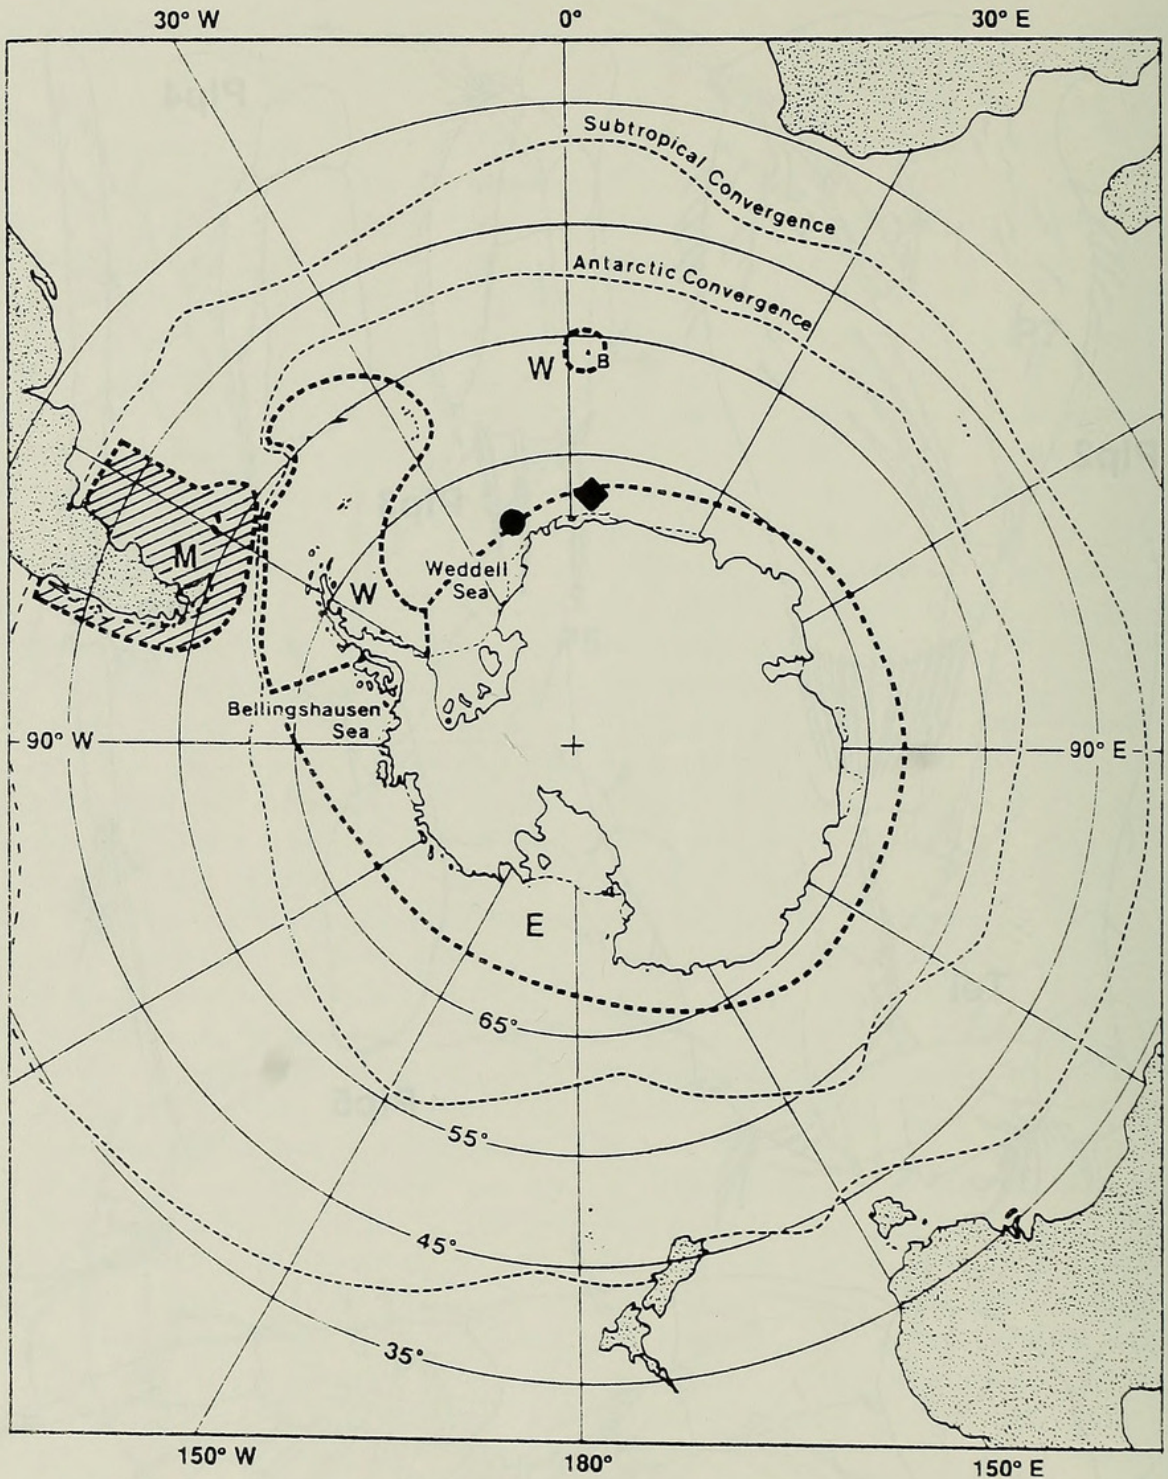 30° W 0° 30° E
Subtropical Convergence
Antarctic Convergence
W
B
M
W
Weddell
Sea
Bellingshausen
Sea
90° W
90° E
E
65°
55°
45°
35°
150° W 180° 150° E